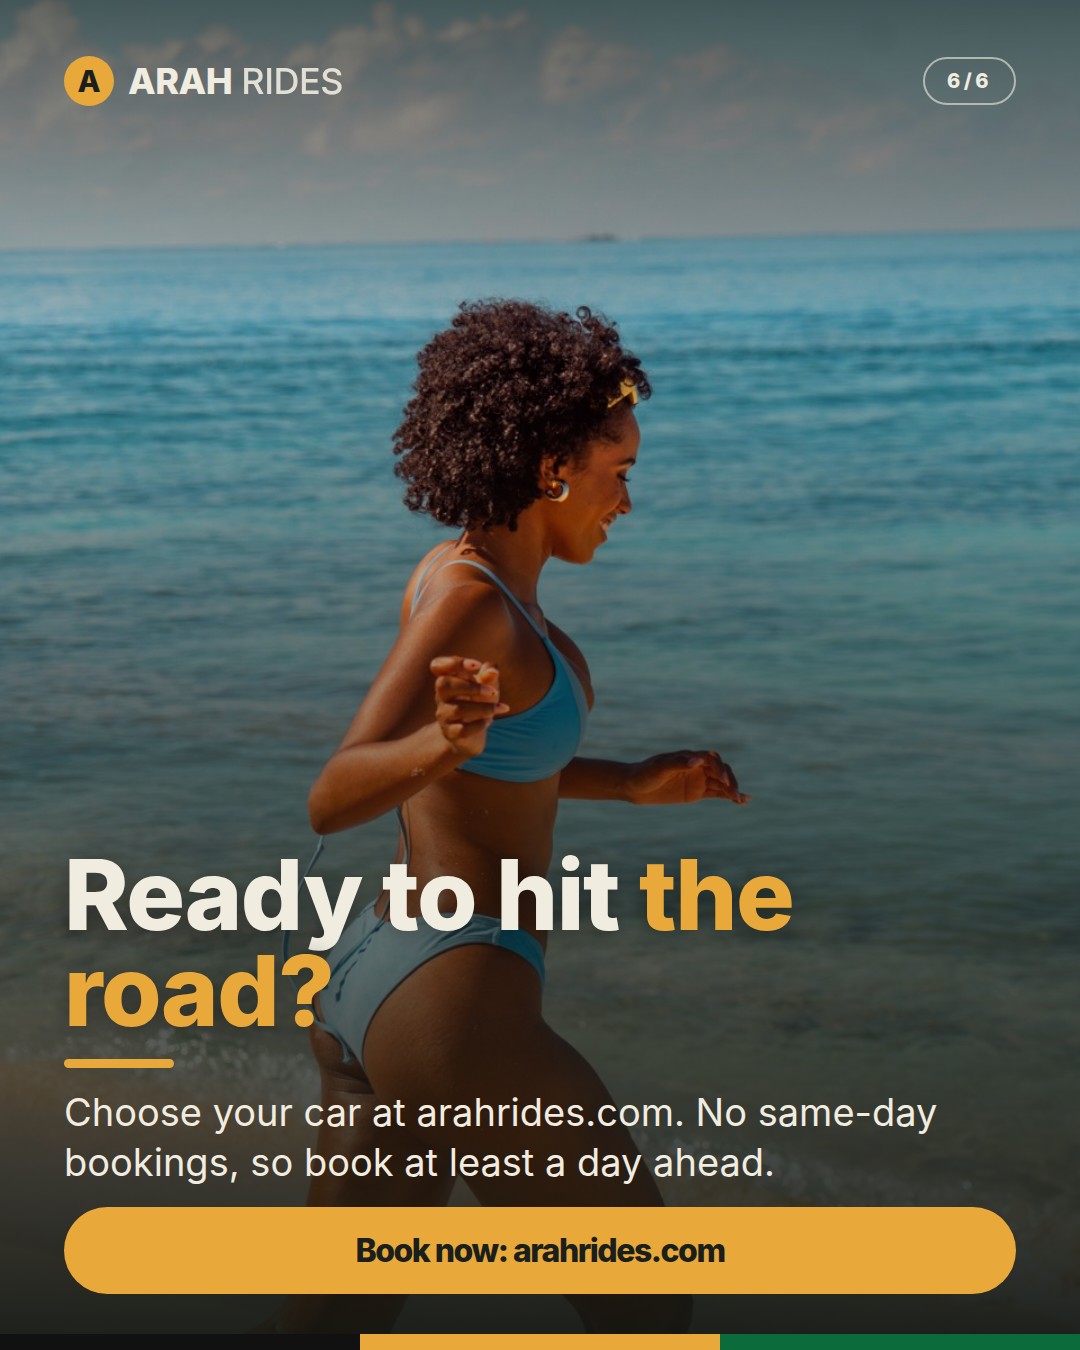 A ARAH RIDES
6/6
Ready to hit the
road?
Choose your car at arahrides.com. No same-day
bookings, so book at least a day ahead.
Book now: arahrides.com